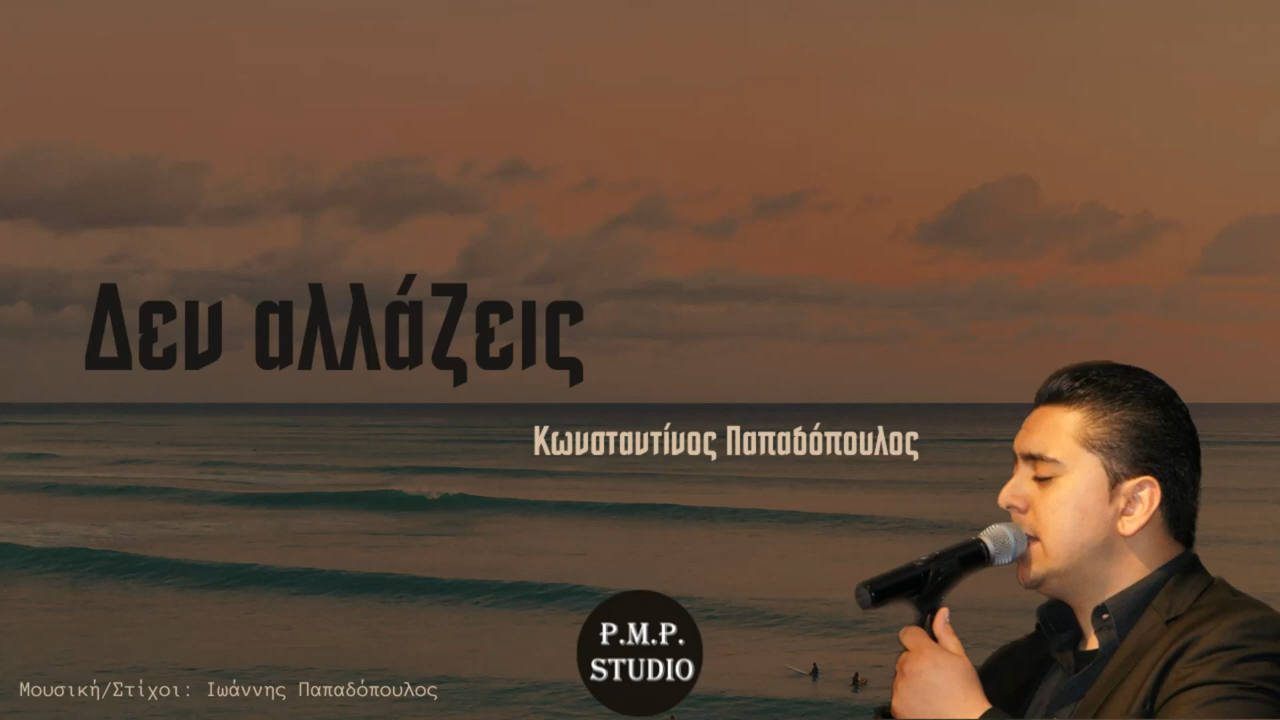 Δεν αλλάζεις
Κωνσταντίνος Παπαδόπουλος
P.M.P.
STUDIO
Μουσική/Στίχοι: Ιωάννης Παπαδόπουλος